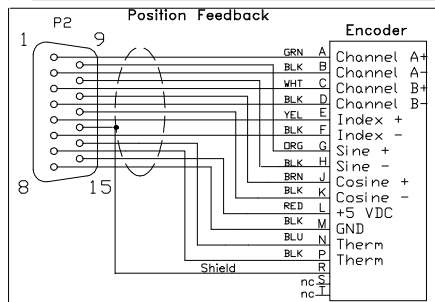 Position Feedback
P2
1
9
8
15
Encoder
GRN A Channel A+
BLK B Channel A-
WHT C Channel B+
BLK D Channel B-
YEL E Index +
BLK F Index -
ORG G Sine +
BLK H Sine -
BRN J Cosine +
BLK K Cosine -
RED L +5 VDC
BLK M GND
BLU N Therm
BLK P Therm
Shield R
nc S
nc T